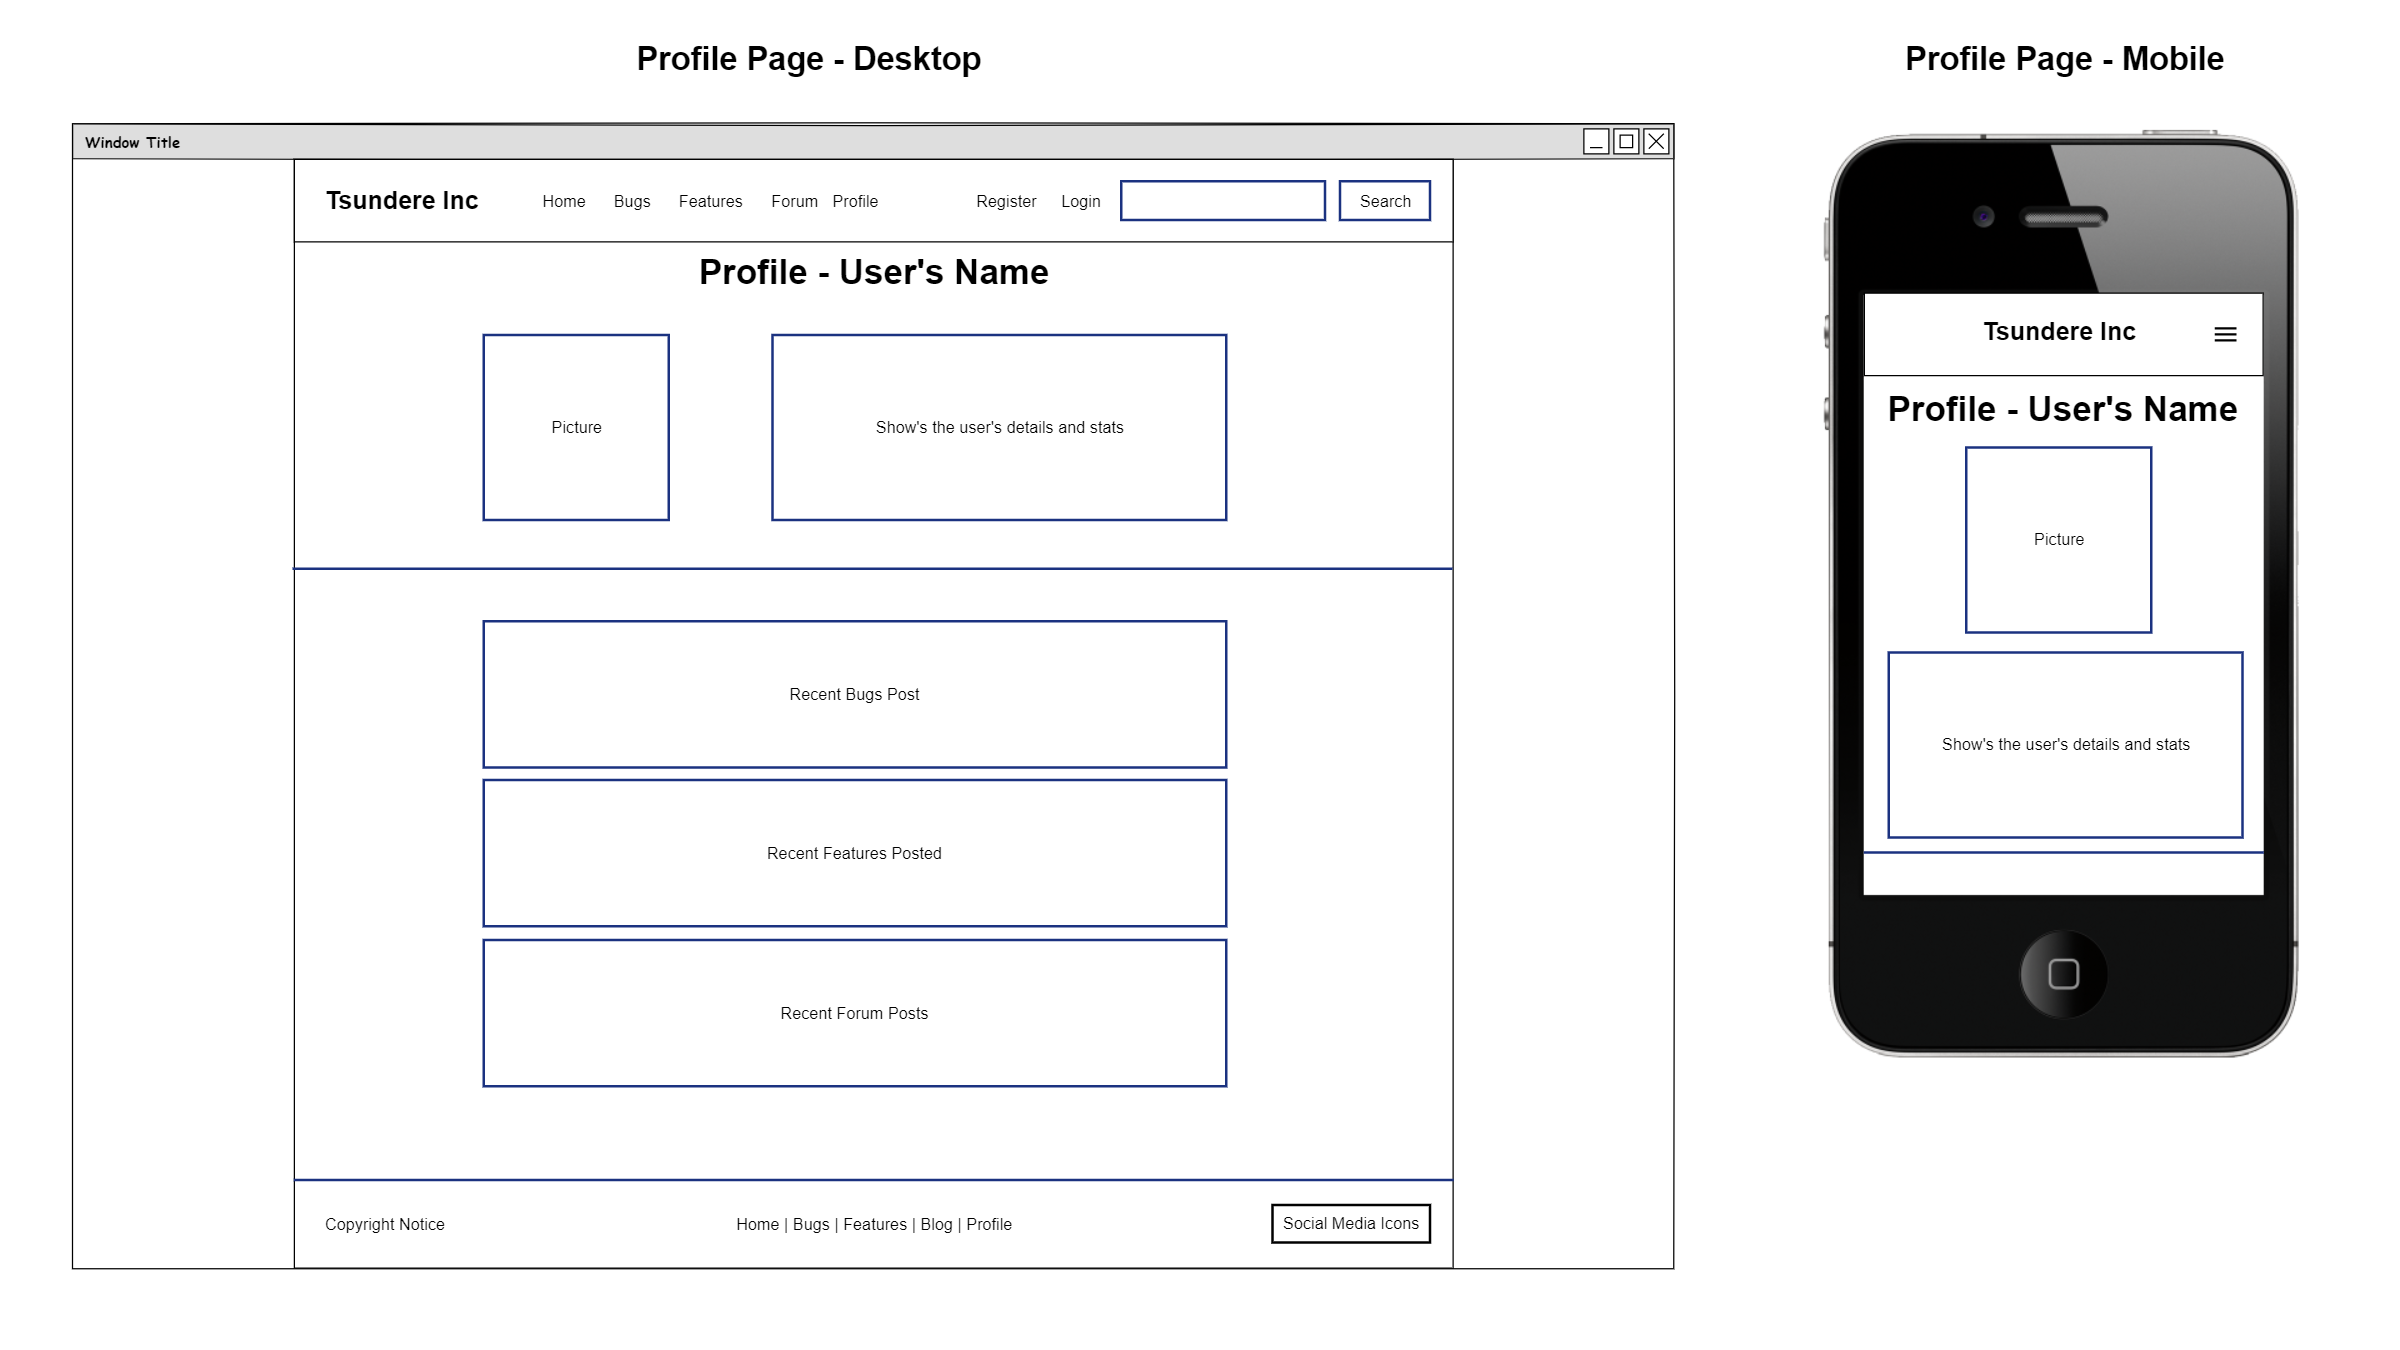 Profile Page - Desktop
Window Title
Tsundere Inc Home Bugs Features Forum Profile Register Login Search
Profile - User's Name
Picture
Show's the user's details and stats
Recent Bugs Post
Recent Features Posted
Recent Forum Posts
Copyright Notice Home | Bugs | Features | Blog | Profile Social Media Icons
Profile Page - Mobile
Tsundere Inc
Profile - User's Name
Picture
Show's the user's details and stats